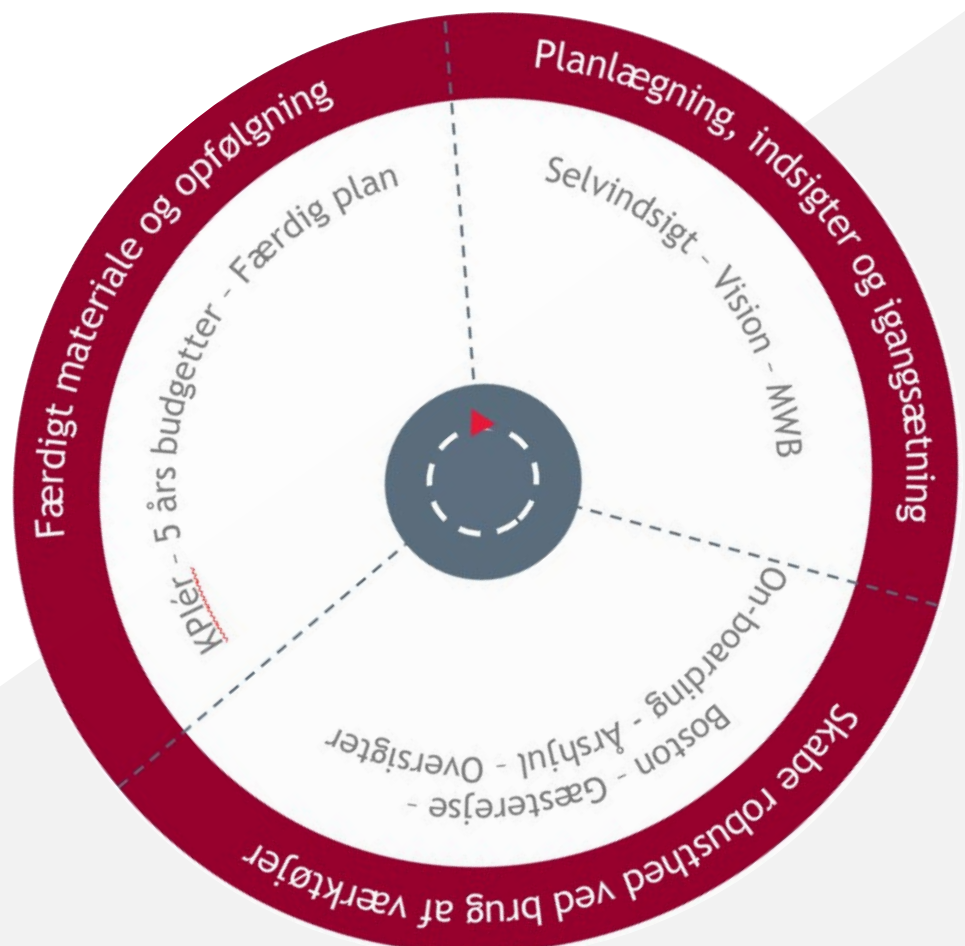 Planlægning, indsigter og igangsætning
Selvindsigt - Vision - MWB
Skabe robusthed ved brug af værktøjer
Boston - Gæsterejse -
On-boarding - Årshjul - Oversigter
Færdigt materiale og opfølgning
KPIér - 5 års budgetter - Færdig plan